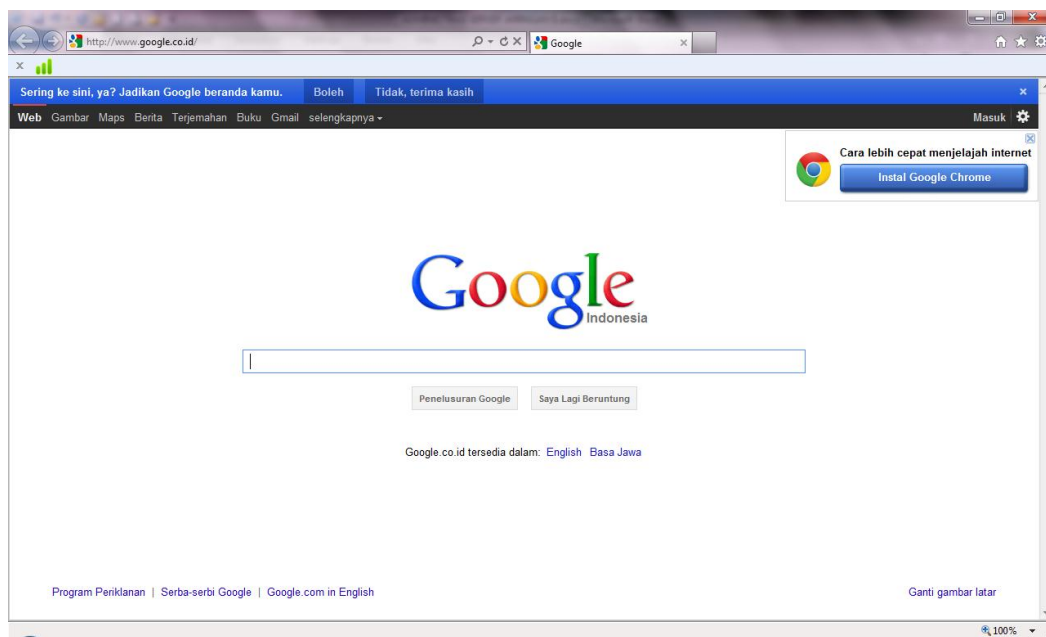 http://www.google.co.id/
Google
Sering ke sini, ya? Jadikan Google beranda kamu. Boleh Tidak, terima kasih
Web Gambar Maps Berita Terjemahan Buku Gmail selengkapnya Masuk
Cara lebih cepat menjelajah internet
Instal Google Chrome
Google
Indonesia
Penelusuran Google Saya Lagi Beruntung
Google.co.id tersedia dalam: English Basa Jawa
Program Periklanan | Serba-serbi Google | Google.com in English Ganti gambar latar
100%